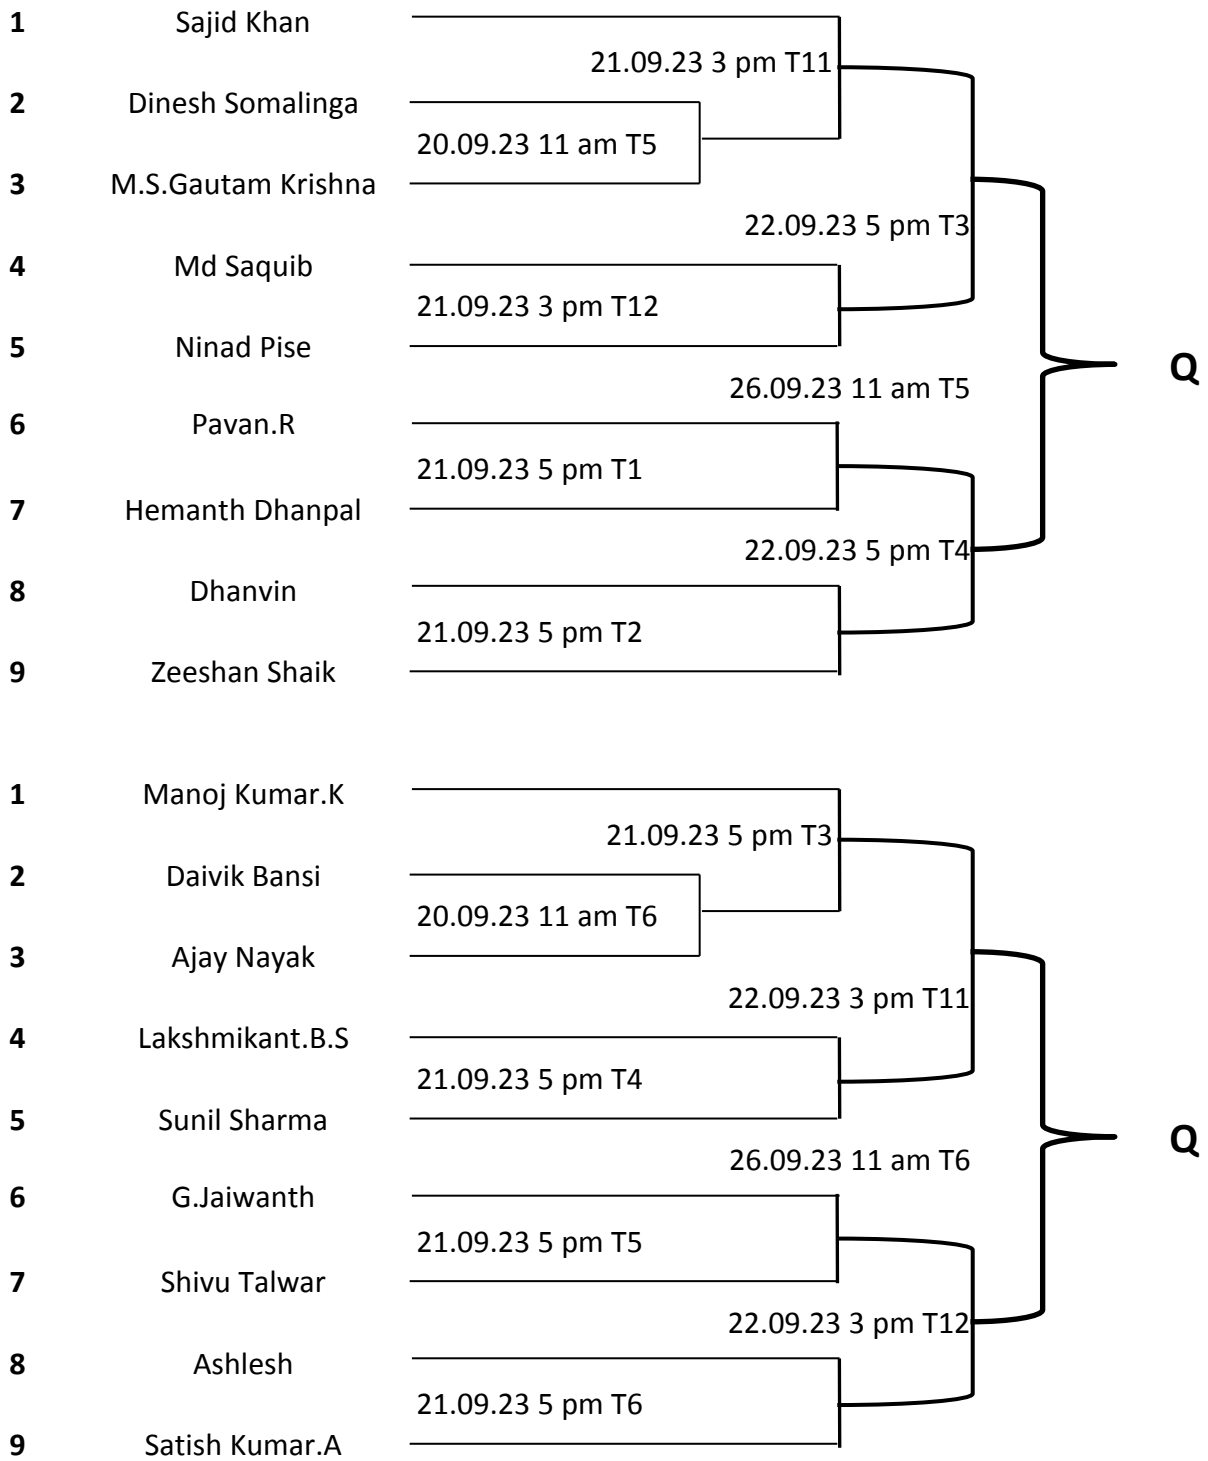 1 Sajid Khan
21.09.23 3 pm T11
2 Dinesh Somalinga
20.09.23 11 am T5
3 M.S.Gautam Krishna
22.09.23 5 pm T3
4 Md Saquib
21.09.23 3 pm T12
5 Ninad Pise
Q
26.09.23 11 am T5
6 Pavan.R
21.09.23 5 pm T1
7 Hemanth Dhanpal
22.09.23 5 pm T4
8 Dhanvin
21.09.23 5 pm T2
9 Zeeshan Shaik
1 Manoj Kumar.K
21.09.23 5 pm T3
2 Daivik Bansi
20.09.23 11 am T6
3 Ajay Nayak
22.09.23 3 pm T11
4 Lakshmikant.B.S
21.09.23 5 pm T4
5 Sunil Sharma
Q
26.09.23 11 am T6
6 G.Jaiwanth
21.09.23 5 pm T5
7 Shivu Talwar
22.09.23 3 pm T12
8 Ashlesh
21.09.23 5 pm T6
9 Satish Kumar.A